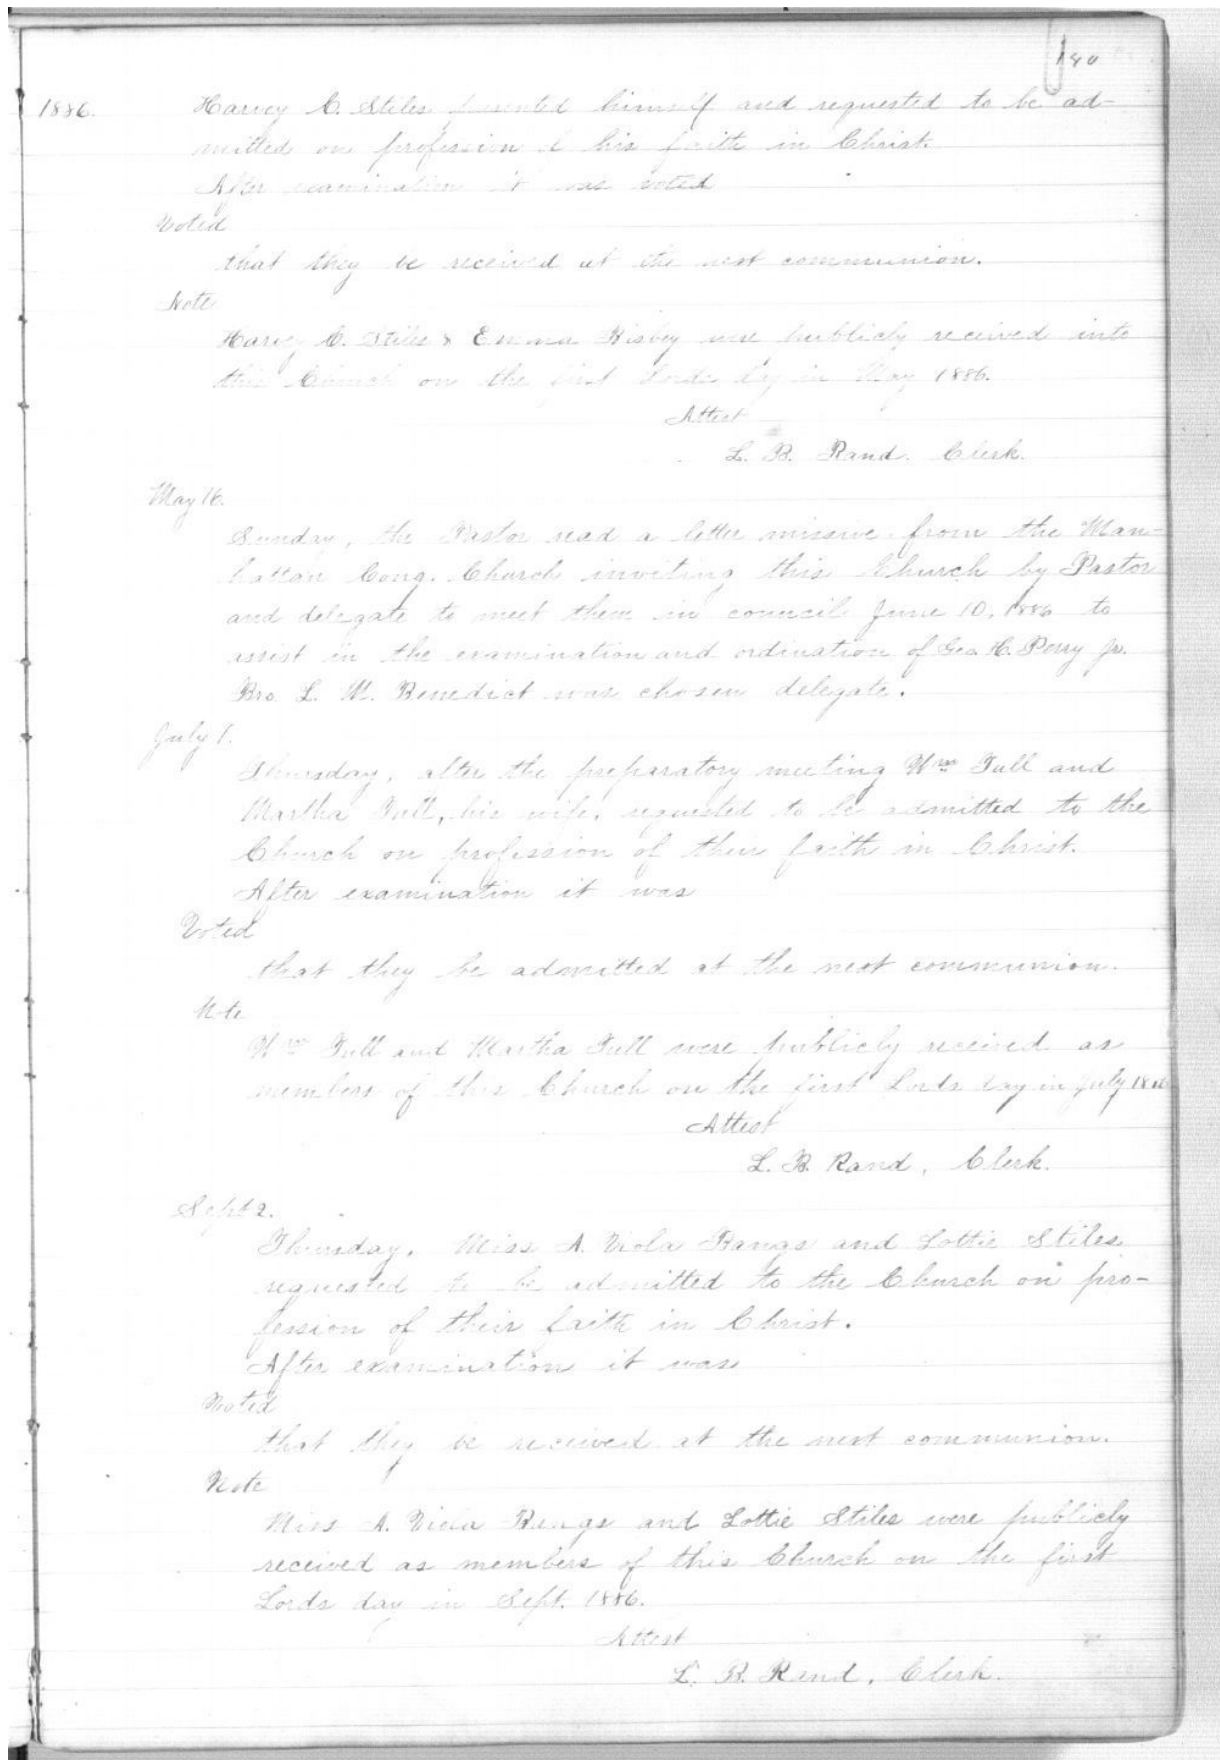 180
1886.
Harvey C. Stiles presented himself and requested to be ad-
mitted on profession of his faith in Christ.
After examination it was voted
Voted
that they be received at the next communion.
Note
Harvey C. Stiles & Emma Risbey were publicly received into
this Church on the first Lords day in May 1886.
Attest
L. B. Rand. Clerk.
May 16.
Sunday, the Pastor read a letter missive from the Man-
hattan Cong. Church inviting this Church by Pastor
and delegate to meet them in council June 10, 1886 to
assist in the examination and ordination of Geo H. Perry Jr.
Bro. L. W. Benedict was chosen delegate.
July 1.
Thursday, after the preparatory meeting Wm Tull and
Martha Tull, his wife, requested to be admitted to the
Church on profession of their faith in Christ.
After examination it was
Voted
that they be admitted at the next communion.
Note
Wm Tull and Martha Tull were publicly received as
members of this Church on the first Lords day in July 1886
Attest
L. B. Rand, Clerk.
Sept 2.
Thursday, Miss A. Viola Bangs and Lottie Stiles
requested to be admitted to the Church on pro-
fession of their faith in Christ.
After examination it was
Voted
that they be received at the next communion.
Note
Miss A. Viola Bangs and Lottie Stiles were publicly
received as members of this Church on the first
Lords day in Sept. 1886.
Attest
L. B. Rand, Clerk.